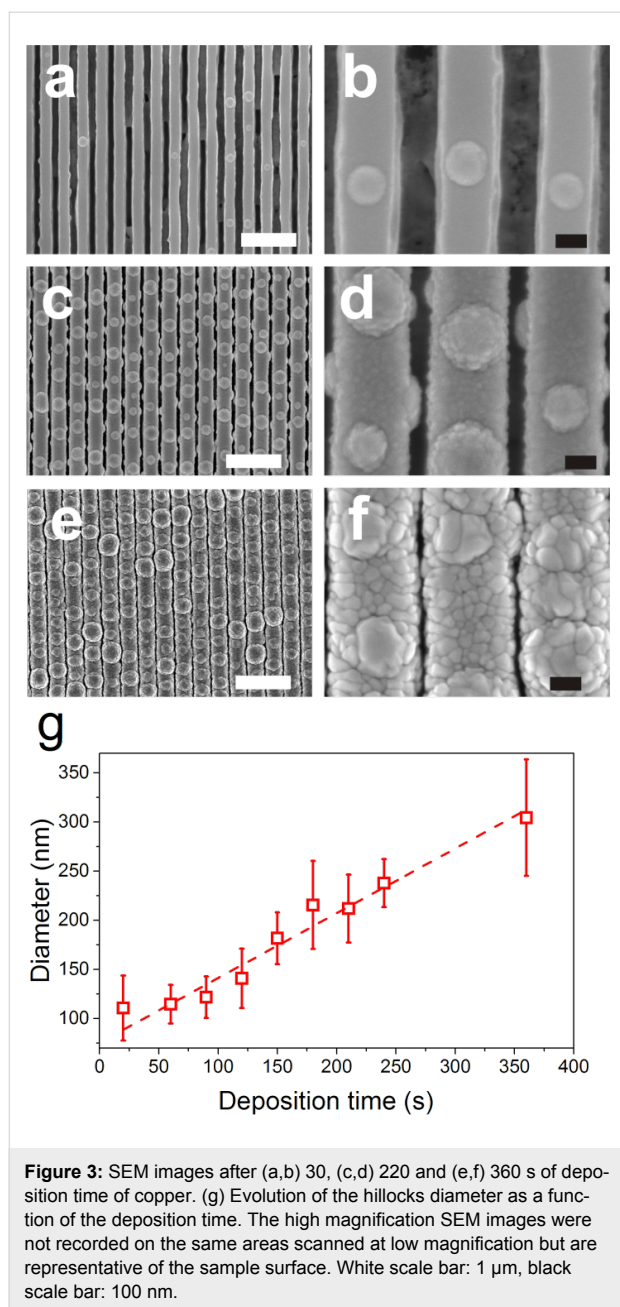 a
b
c
d
e
f
g
350
300
250
200
150
100
Diameter (nm)
0 50 100 150 200 250 300 350 400
Deposition time (s)
Figure 3: SEM images after (a,b) 30, (c,d) 220 and (e,f) 360 s of depo-
sition time of copper. (g) Evolution of the hillocks diameter as a func-
tion of the deposition time. The high magnification SEM images were
not recorded on the same areas scanned at low magnification but are
representative of the sample surface. White scale bar: 1 µm, black
scale bar: 100 nm.